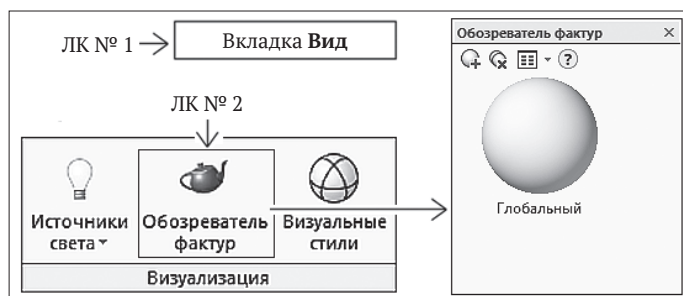 ЛК № 1
Вкладка Вид
ЛК № 2
Источники света
Обозреватель фактур
Визуальные стили
Визуализация
Обозреватель фактур
Глобальный